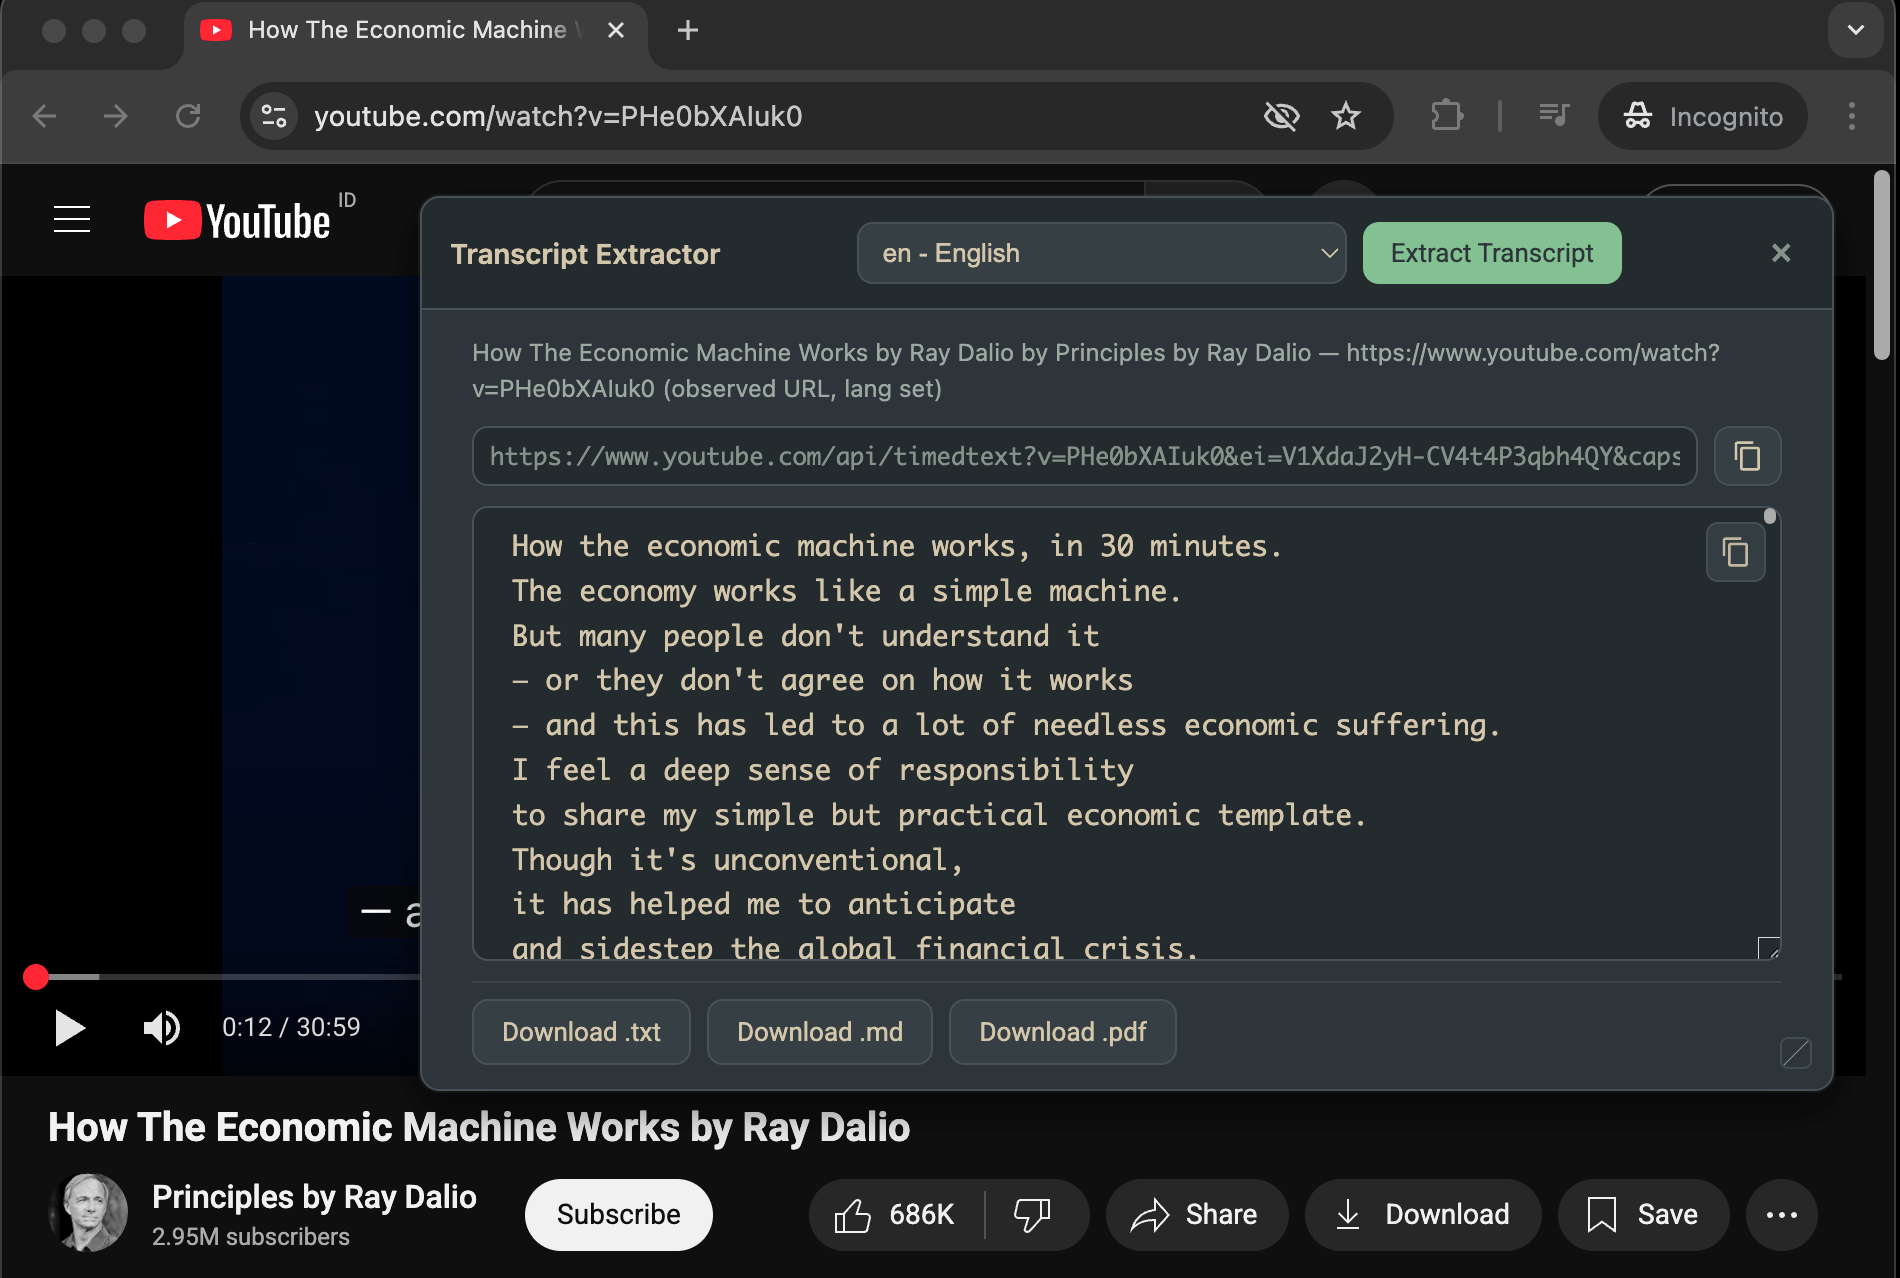 How The Economic Machine W
youtube.com/watch?v=PHe0bXAIuk0
Incognito
YouTube ID
Transcript Extractor
en - English
Extract Transcript
How The Economic Machine Works by Ray Dalio by Principles by Ray Dalio — https://www.youtube.com/watch?
v=PHe0bXAIuk0 (observed URL, lang set)
https://www.youtube.com/api/timedtext?v=PHe0bXAIuk0&ei=V1XdaJ2yH-CV4t4P3qbh4QY&caps
How the economic machine works, in 30 minutes.
The economy works like a simple machine.
But many people don't understand it
— or they don't agree on how it works
— and this has led to a lot of needless economic suffering.
I feel a deep sense of responsibility
to share my simple but practical economic template.
Though it's unconventional,
it has helped me to anticipate
and sidestep the global financial crisis,
— a
0:12 / 30:59
Download .txt
Download .md
Download .pdf
How The Economic Machine Works by Ray Dalio
Principles by Ray Dalio
2.95M subscribers
Subscribe
686K
Share
Download
Save